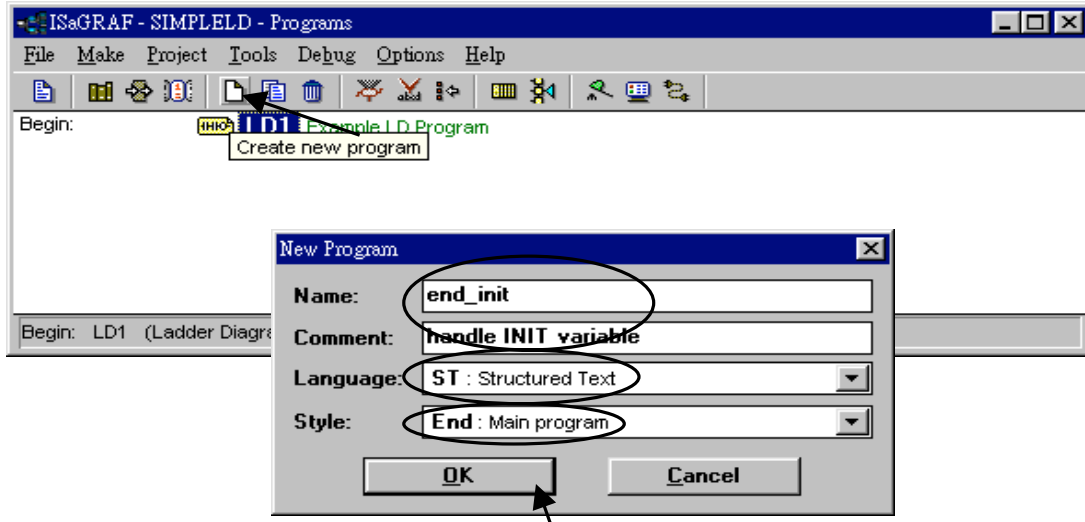 ISaGRAF - SIMPLELD - Programs
File Make Project Tools Debug Options Help
Begin: LD1 Example LD Program
Create new program
New Program
Name: end_init
Comment: handle INIT variable
Language: ST : Structured Text
Style: End : Main program
OK Cancel
Begin: LD1 (Ladder Diagra